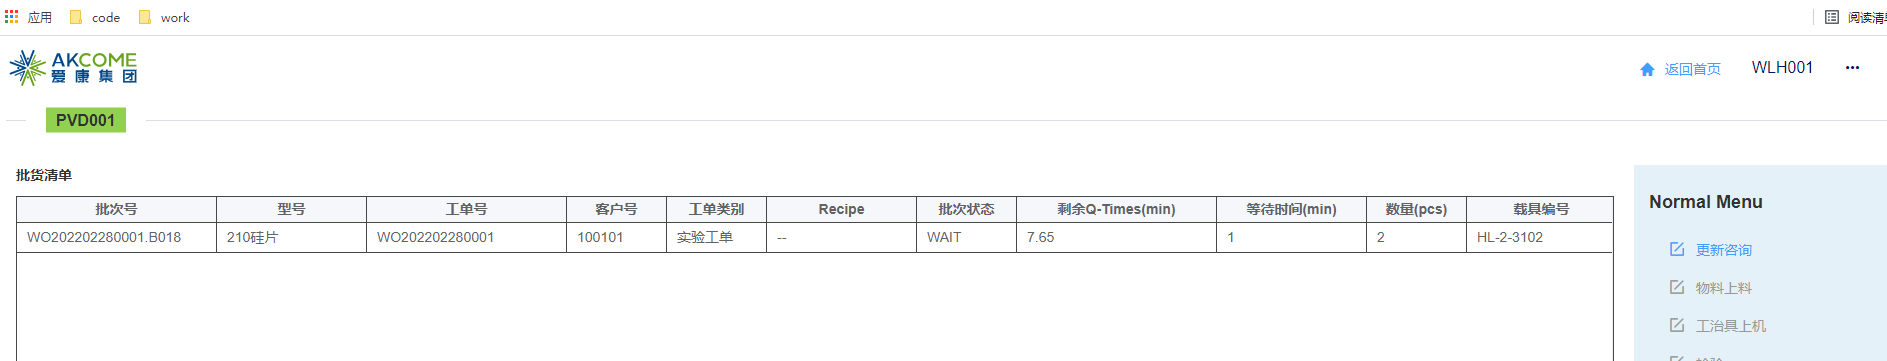 应用 code work 阅读清单
AKCOME
爱康集团
返回首页 WLH001 ···
PVD001
批货清单
批次号 型号 工单号 客户号 工单类别 Recipe 批次状态 剩余Q-Times(min) 等待时间(min) 数量(pcs) 载具编号
WO202202280001.B018 210硅片 WO202202280001 100101 实验工单 -- WAIT 7.65 1 2 HL-2-3102
Normal Menu
更新咨询
物料上料
工治具上机